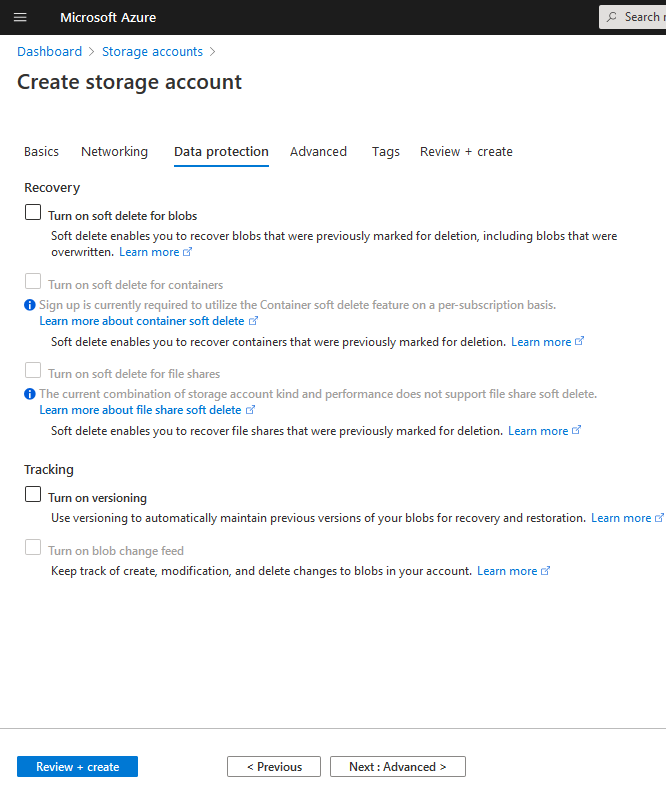 Microsoft Azure
Search
Dashboard > Storage accounts >
Create storage account
Basics Networking Data protection Advanced Tags Review + create
Recovery
Turn on soft delete for blobs
Soft delete enables you to recover blobs that were previously marked for deletion, including blobs that were
overwritten. Learn more
Turn on soft delete for containers
Sign up is currently required to utilize the Container soft delete feature on a per-subscription basis.
Learn more about container soft delete
Soft delete enables you to recover containers that were previously marked for deletion. Learn more
Turn on soft delete for file shares
The current combination of storage account kind and performance does not support file share soft delete.
Learn more about file share soft delete
Soft delete enables you to recover file shares that were previously marked for deletion. Learn more
Tracking
Turn on versioning
Use versioning to automatically maintain previous versions of your blobs for recovery and restoration. Learn more
Turn on blob change feed
Keep track of create, modification, and delete changes to blobs in your account. Learn more
Review + create
< Previous
Next : Advanced >